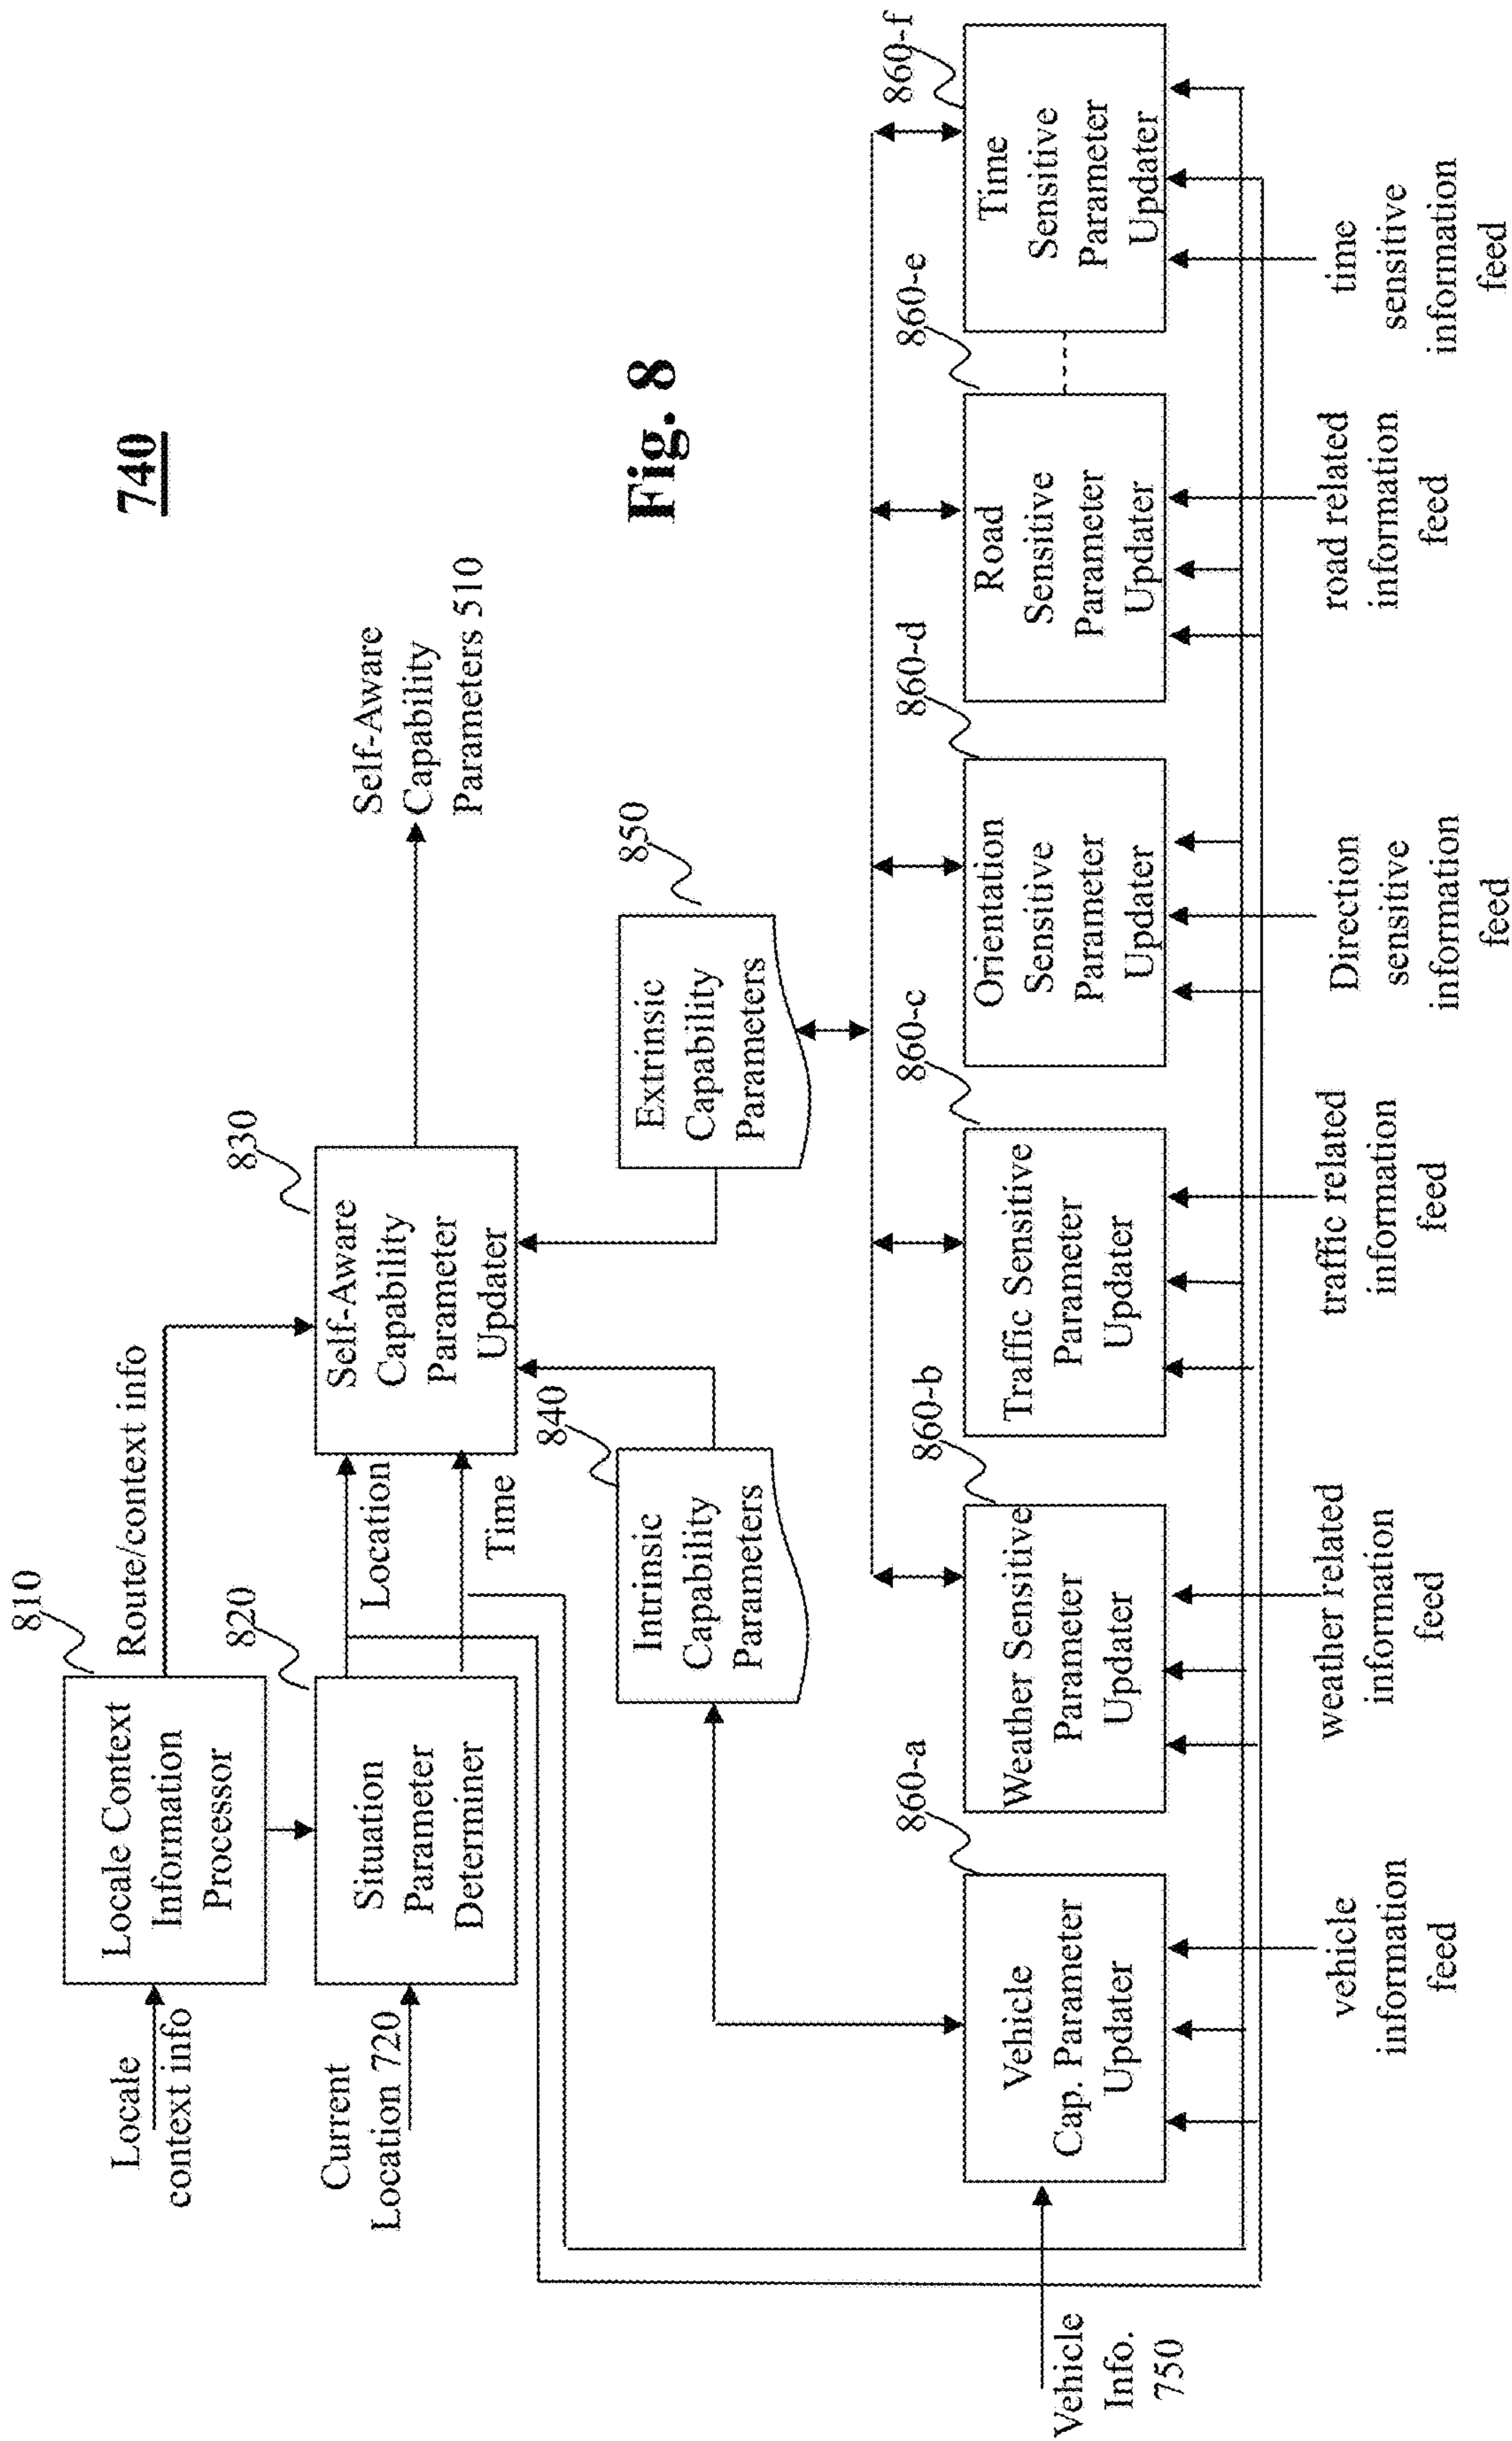 740
810
Locale Context
Information
Processor
Locale
context info
Route/context info
820
Situation
Parameter
Determiner
Current
Location 720
Location
Time
830
Self-Aware
Capability
Parameter
Updater
Self-Aware
Capability
Parameters 510
840
Intrinsic
Capability
Parameters
850
Extrinsic
Capability
Parameters
Fig. 8
Vehicle
Info.
750
860-a
Vehicle
Cap. Parameter
Updater
860-b
Weather Sensitive
Parameter
Updater
860-c
Traffic Sensitive
Parameter
Updater
860-d
Orientation
Sensitive
Parameter
Updater
860-e
Road
Sensitive
Parameter
Updater
860-f
Time
Sensitive
Parameter
Updater
vehicle
information
feed
weather related
information
feed
traffic related
information
feed
Direction
sensitive
information
feed
road related
information
feed
time
sensitive
information
feed